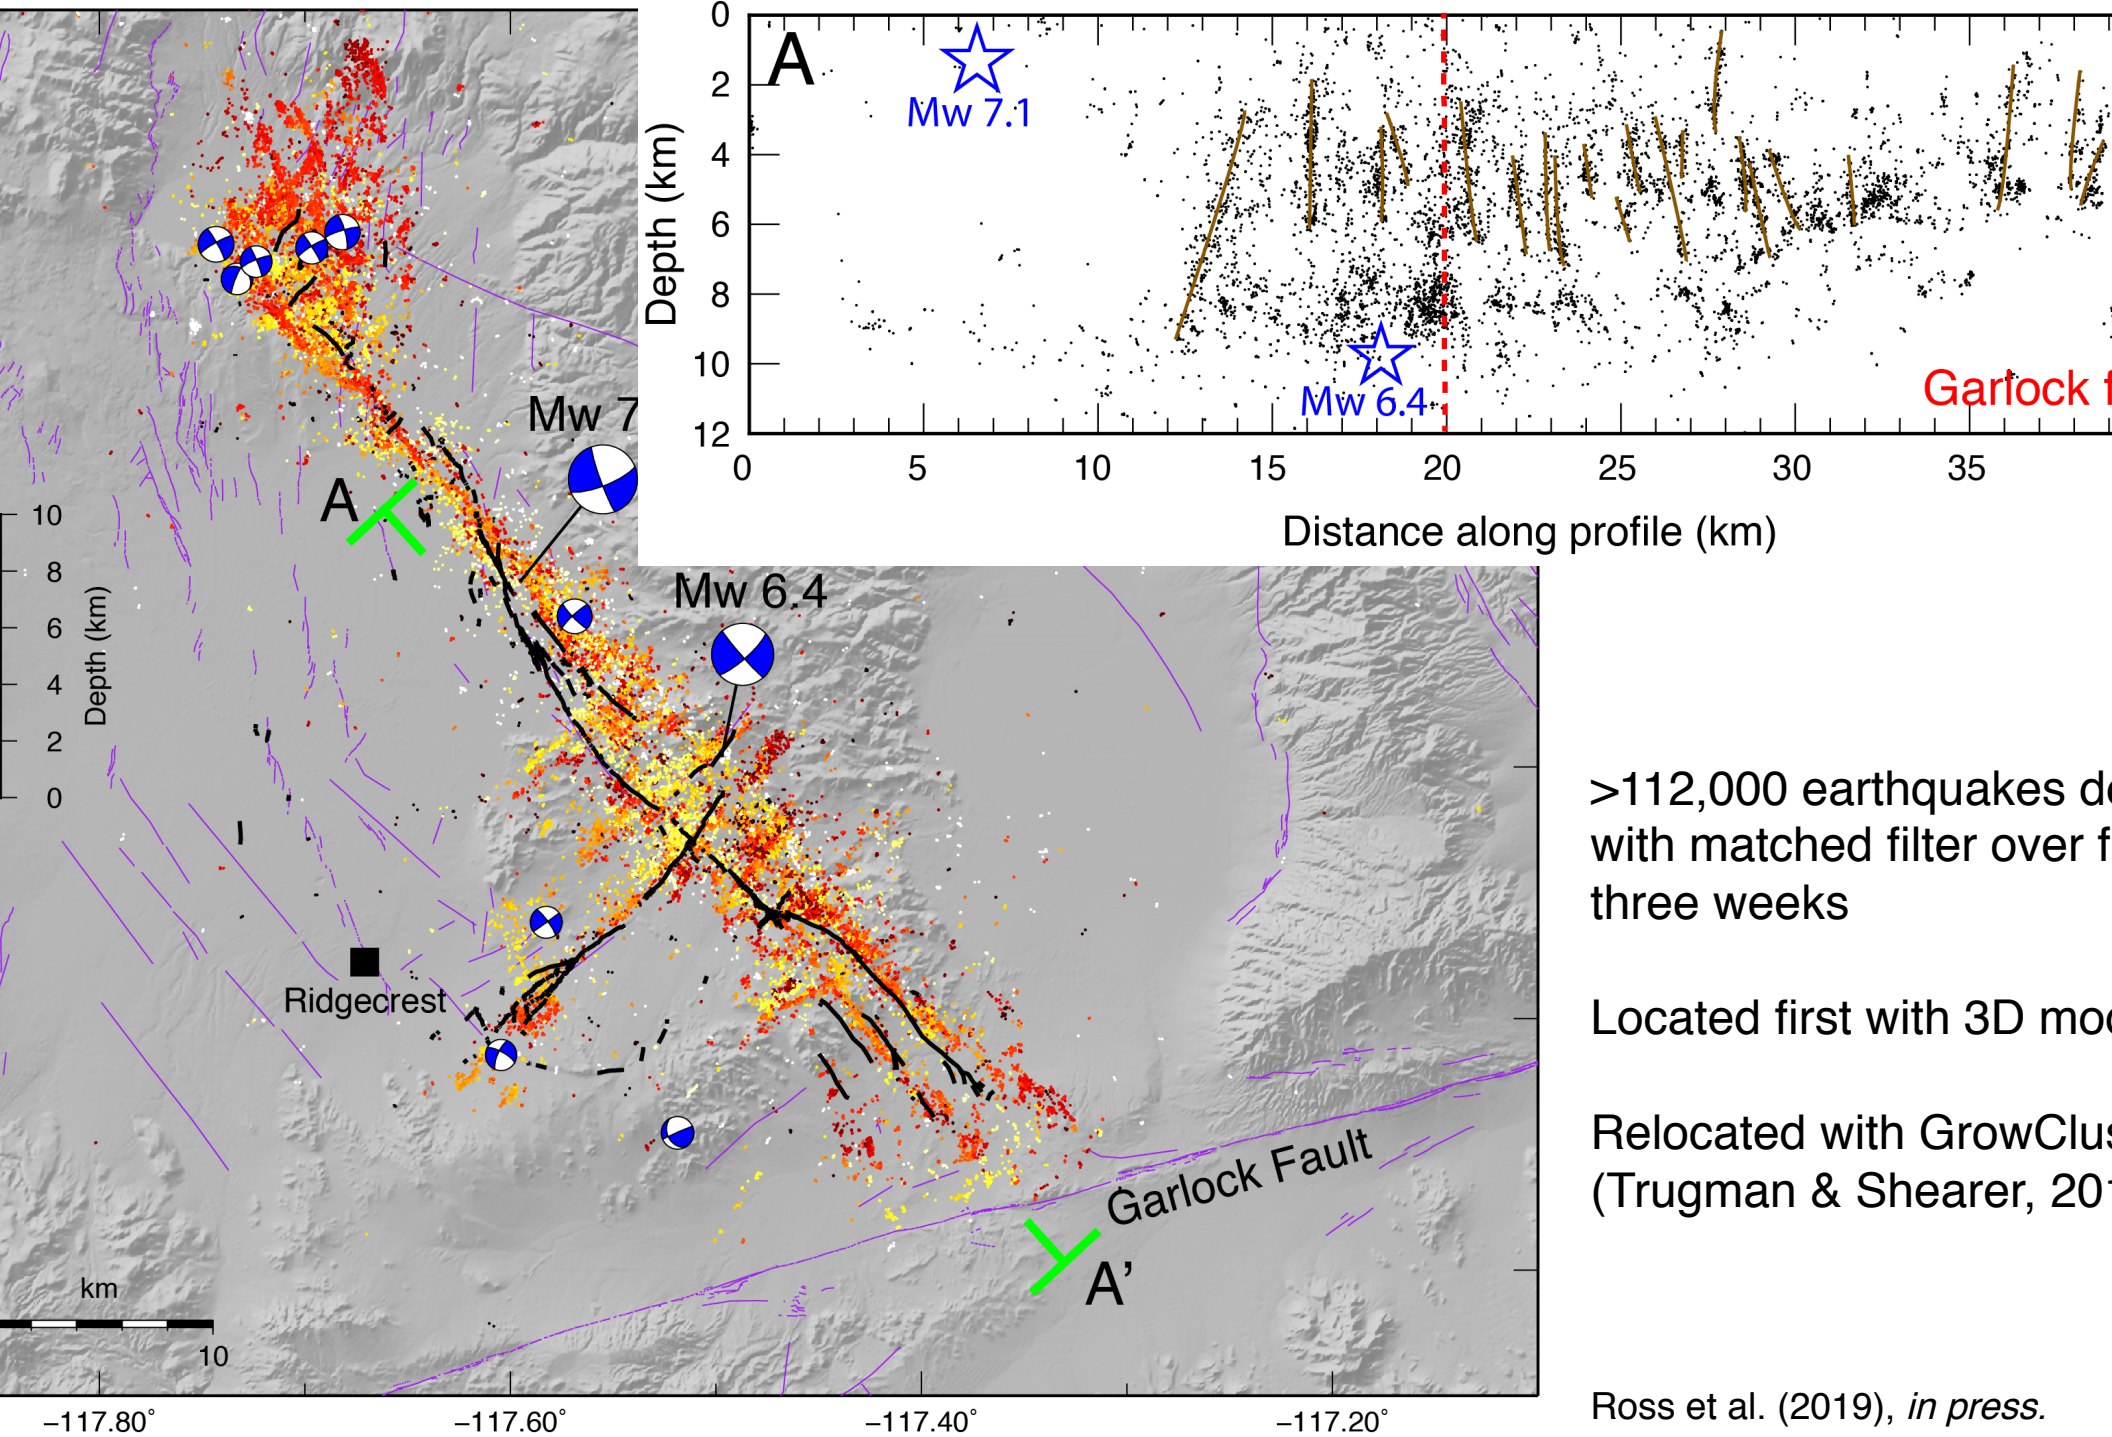 0
2
4
6
8
10
12
Depth (km)
A
Mw 7.1
Mw 6.4
Garlock f
0
5
10
15
20
25
30
35
Distance along profile (km)
Mw 7
A
Mw 6.4
10
8
6
4
2
0
Depth (km)
Ridgecrest
Garlock Fault
A’
km
10
−117.80˚
−117.60˚
−117.40˚
−117.20˚
>112,000 earthquakes de
with matched filter over f
three weeks
Located first with 3D mod
Relocated with GrowClus
(Trugman & Shearer, 201
Ross et al. (2019), in press.